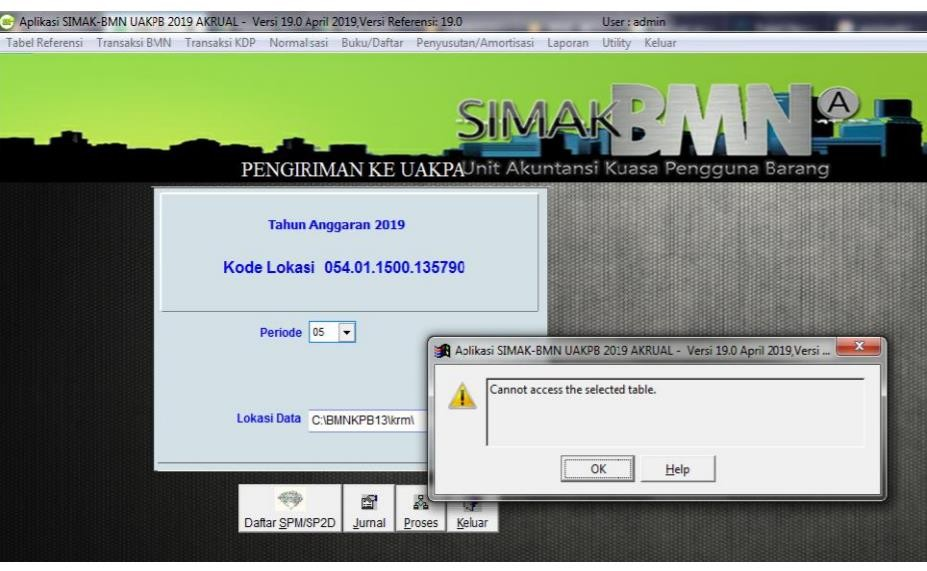 Aplikasi SIMAK-BMN UAKPB 2019 AKRUAL - Versi 19.0 April 2019,Versi Referensi: 19.0 User : admin
Tabel Referensi Transaksi BMN Transaksi KDP Normalisasi Buku/Daftar Penyusutan/Amortisasi Laporan Utility Keluar
SIMAKBMN A
PENGIRIMAN KE UAKPA
Unit Akuntansi Kuasa Pengguna Barang
Tahun Anggaran 2019
Kode Lokasi 054.01.1500.135790
Periode 05
Aplikasi SIMAK-BMN UAKPB 2019 AKRUAL - Versi 19.0 April 2019,Versi ...
Cannot access the selected table.
Lokasi Data C:\BMNKPB13\krm\
OK Help
Daftar SPM/SP2D Jurnal Proses Keluar